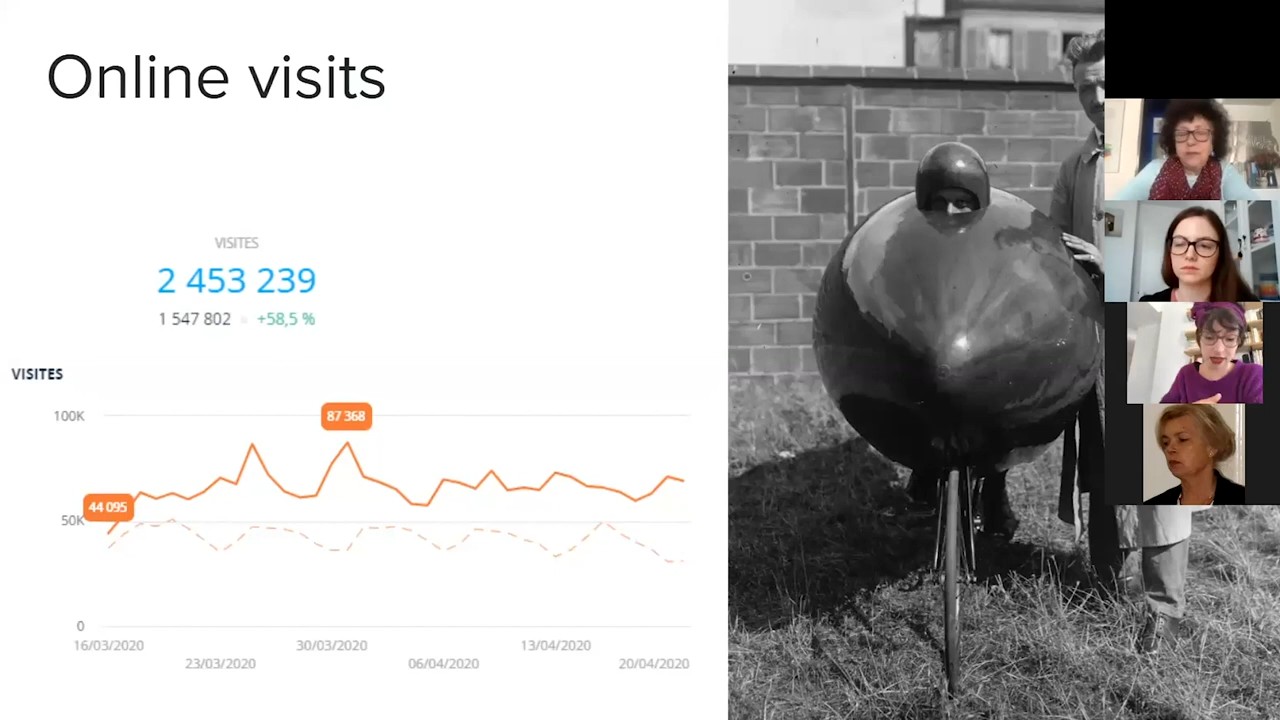 Online visits
VISITES
2 453 239
1 547 802 +58,5 %
VISITES
100K
87 368
44 095
50K
0
16/03/2020
30/03/2020
13/04/2020
23/03/2020
06/04/2020
20/04/2020